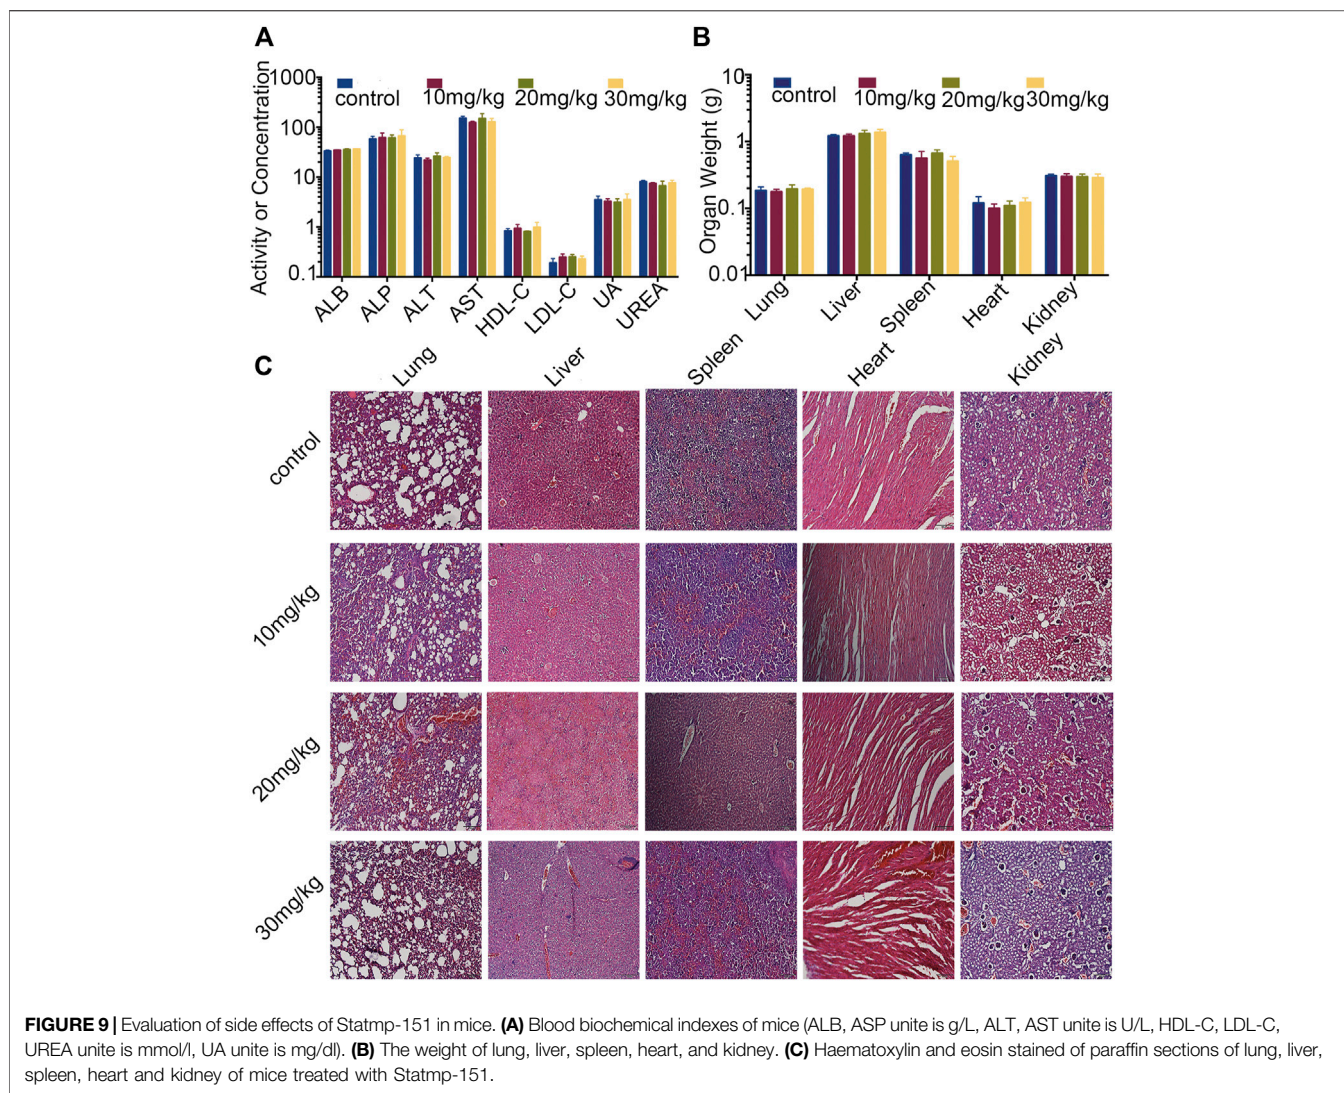 A
Activity or Concentration
1000
100
10
1
0.1
control 10mg/kg 20mg/kg 30mg/kg
ALB ALP ALT AST HDL-C LDL-C UA UREA
B
Organ Weight (g)
10
1
0.1
0.01
control 10mg/kg 20mg/kg 30mg/kg
Lung Liver Spleen Heart Kidney
C
Lung Liver Spleen Heart Kidney
control
10mg/kg
20mg/kg
30mg/kg
FIGURE 9 | Evaluation of side effects of Statmp-151 in mice. (A) Blood biochemical indexes of mice (ALB, ASP unite is g/L, ALT, AST unite is U/L, HDL-C, LDL-C,
UREA unite is mmol/l, UA unite is mg/dl). (B) The weight of lung, liver, spleen, heart, and kidney. (C) Haematoxylin and eosin stained of paraffin sections of lung, liver,
spleen, heart and kidney of mice treated with Statmp-151.